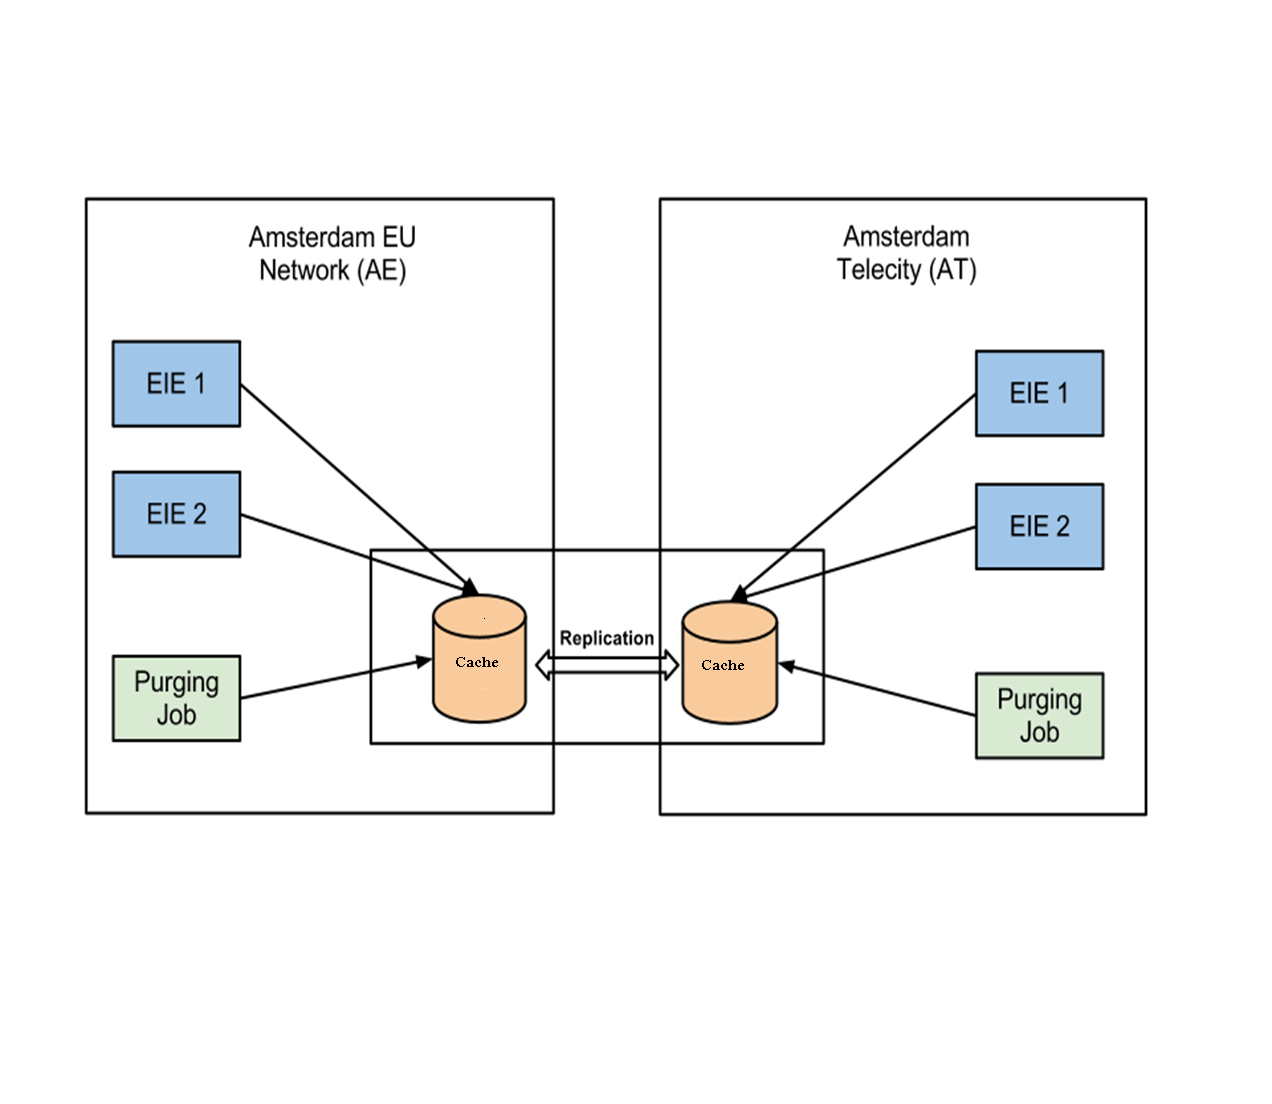 Amsterdam EU
Network (AE)
EIE 1
EIE 2
Purging
Job
Cache
Replication
Amsterdam
Telecity (AT)
EIE 1
EIE 2
Purging
Job
Cache